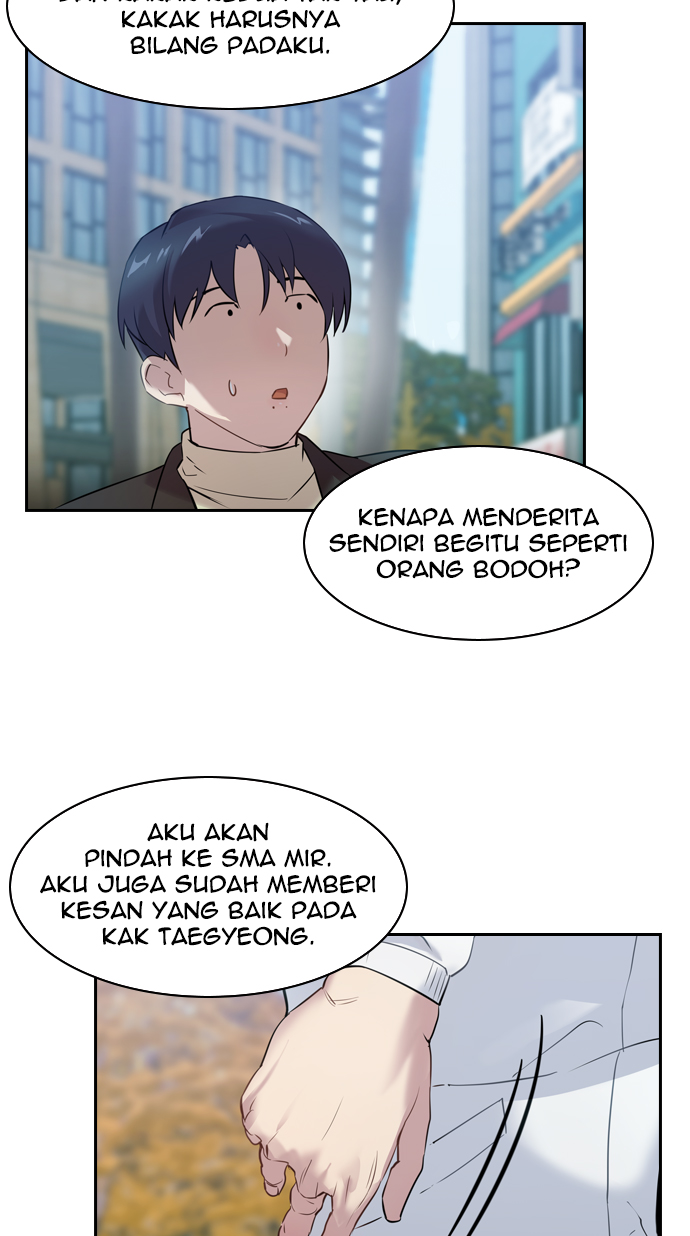 KAKAK HARUSNYA
BILANG PADAKU.
KENAPA MENDERITA
SENDIRI BEGITU SEPERTI
ORANG BODOH?
AKU AKAN
PINDAH KE SMA MIR.
AKU JUGA SUDAH MEMBERI
KESAN YANG BAIK PADA
KAK TAEGYEONG.